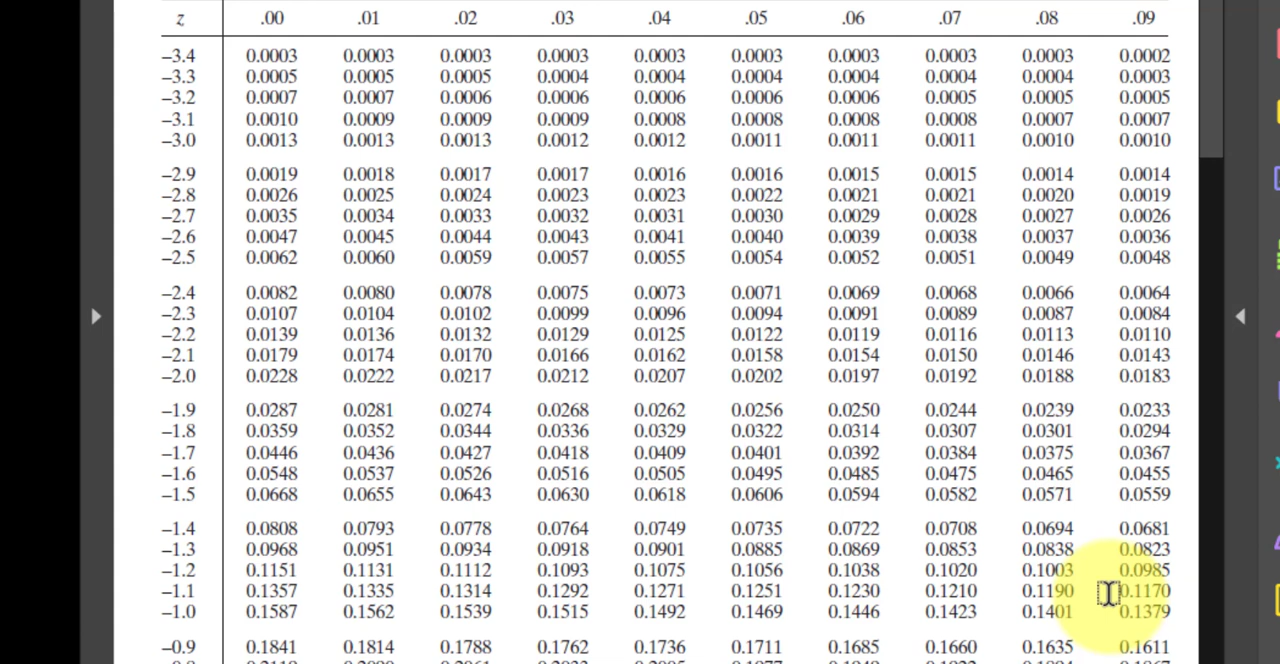 z .00 .01 .02 .03 .04 .05 .06 .07 .08 .09
–3.4 0.0003 0.0003 0.0003 0.0003 0.0003 0.0003 0.0003 0.0003 0.0003 0.0002
–3.3 0.0005 0.0005 0.0005 0.0004 0.0004 0.0004 0.0004 0.0004 0.0004 0.0003
–3.2 0.0007 0.0007 0.0006 0.0006 0.0006 0.0006 0.0006 0.0005 0.0005 0.0005
–3.1 0.0010 0.0009 0.0009 0.0009 0.0008 0.0008 0.0008 0.0008 0.0007 0.0007
–3.0 0.0013 0.0013 0.0013 0.0012 0.0012 0.0011 0.0011 0.0011 0.0010 0.0010
–2.9 0.0019 0.0018 0.0017 0.0017 0.0016 0.0016 0.0015 0.0015 0.0014 0.0014
–2.8 0.0026 0.0025 0.0024 0.0023 0.0023 0.0022 0.0021 0.0021 0.0020 0.0019
–2.7 0.0035 0.0034 0.0033 0.0032 0.0031 0.0030 0.0029 0.0028 0.0027 0.0026
–2.6 0.0047 0.0045 0.0044 0.0043 0.0041 0.0040 0.0039 0.0038 0.0037 0.0036
–2.5 0.0062 0.0060 0.0059 0.0057 0.0055 0.0054 0.0052 0.0051 0.0049 0.0048
–2.4 0.0082 0.0080 0.0078 0.0075 0.0073 0.0071 0.0069 0.0068 0.0066 0.0064
–2.3 0.0107 0.0104 0.0102 0.0099 0.0096 0.0094 0.0091 0.0089 0.0087 0.0084
–2.2 0.0139 0.0136 0.0132 0.0129 0.0125 0.0122 0.0119 0.0116 0.0113 0.0110
–2.1 0.0179 0.0174 0.0170 0.0166 0.0162 0.0158 0.0154 0.0150 0.0146 0.0143
–2.0 0.0228 0.0222 0.0217 0.0212 0.0207 0.0202 0.0197 0.0192 0.0188 0.0183
–1.9 0.0287 0.0281 0.0274 0.0268 0.0262 0.0256 0.0250 0.0244 0.0239 0.0233
–1.8 0.0359 0.0352 0.0344 0.0336 0.0329 0.0322 0.0314 0.0307 0.0301 0.0294
–1.7 0.0446 0.0436 0.0427 0.0418 0.0409 0.0401 0.0392 0.0384 0.0375 0.0367
–1.6 0.0548 0.0537 0.0526 0.0516 0.0505 0.0495 0.0485 0.0475 0.0465 0.0455
–1.5 0.0668 0.0655 0.0643 0.0630 0.0618 0.0606 0.0594 0.0582 0.0571 0.0559
–1.4 0.0808 0.0793 0.0778 0.0764 0.0749 0.0735 0.0722 0.0708 0.0694 0.0681
–1.3 0.0968 0.0951 0.0934 0.0918 0.0901 0.0885 0.0869 0.0853 0.0838 0.0823
–1.2 0.1151 0.1131 0.1112 0.1093 0.1075 0.1056 0.1038 0.1020 0.1003 0.0985
–1.1 0.1357 0.1335 0.1314 0.1292 0.1271 0.1251 0.1230 0.1210 0.1190 0.1170
–1.0 0.1587 0.1562 0.1539 0.1515 0.1492 0.1469 0.1446 0.1423 0.1401 0.1379
–0.9 0.1841 0.1814 0.1788 0.1762 0.1736 0.1711 0.1685 0.1660 0.1635 0.1611